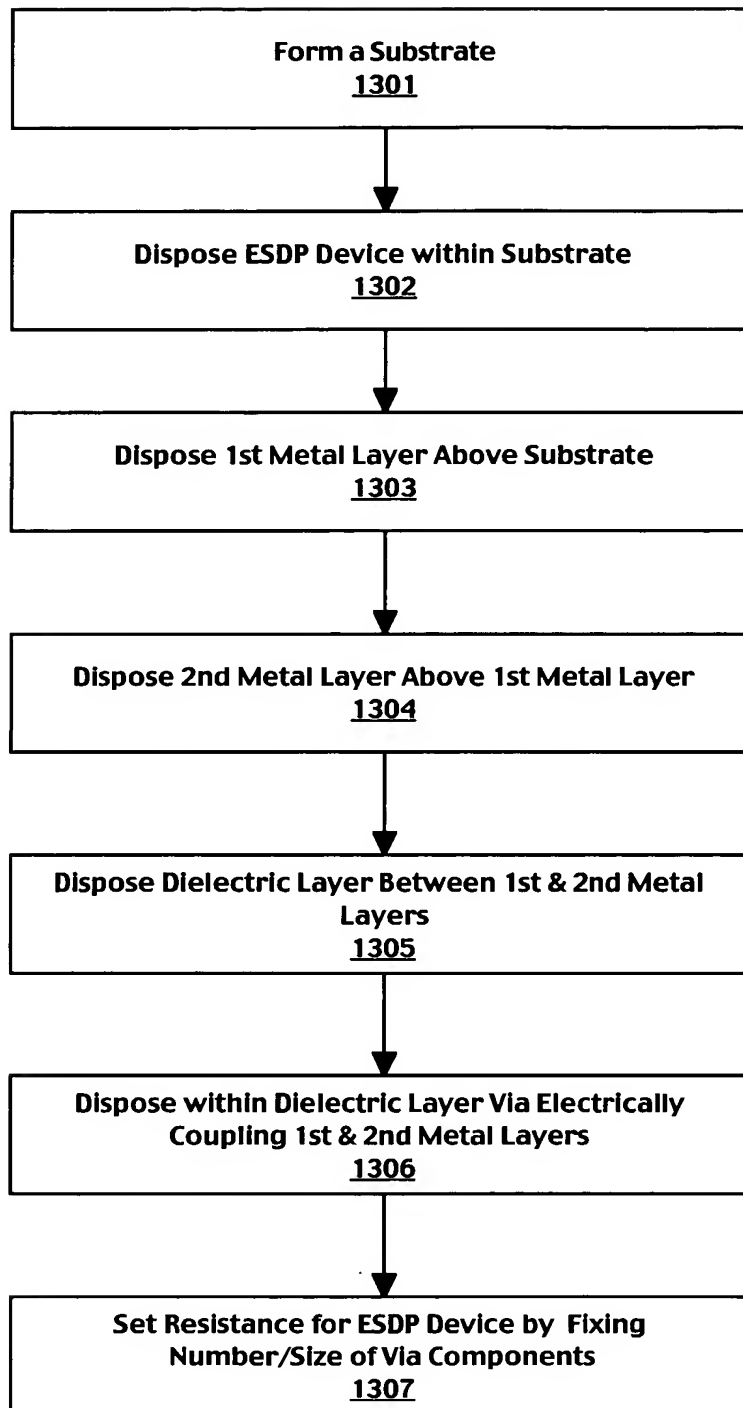 Form a Substrate
1301
Dispose ESDP Device within Substrate
1302
Dispose 1st Metal Layer Above Substrate
1303
Dispose 2nd Metal Layer Above 1st Metal Layer
1304
Dispose Dielectric Layer Between 1st & 2nd Metal
Layers
1305
Dispose within Dielectric Layer Via Electrically
Coupling 1st & 2nd Metal Layers
1306
Set Resistance for ESDP Device by Fixing
Number/Size of Via Components
1307